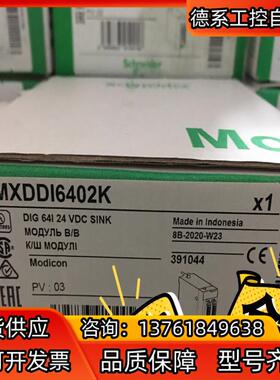 德系工控自
Schneider
Mo
MXDDI6402K
x1
DIG 64I 24 VDC SINK
МОДУЛЬ В/В
К/Ш МОДУЛІ
Made in Indonesia
8B-2020-W23
391044
Modicon
EAC
PV : 03
货供应
咨询：13761849638
可开发票
品质保障
型号齐